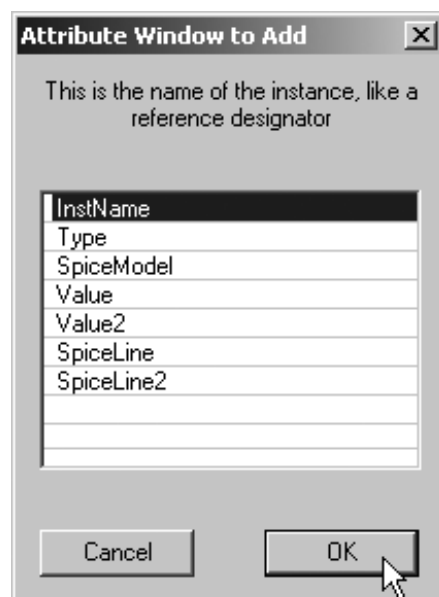 Attribute Window to Add
This is the name of the instance, like a
reference designator
InstName
Type
SpiceModel
Value
Value2
SpiceLine
SpiceLine2
Cancel
OK